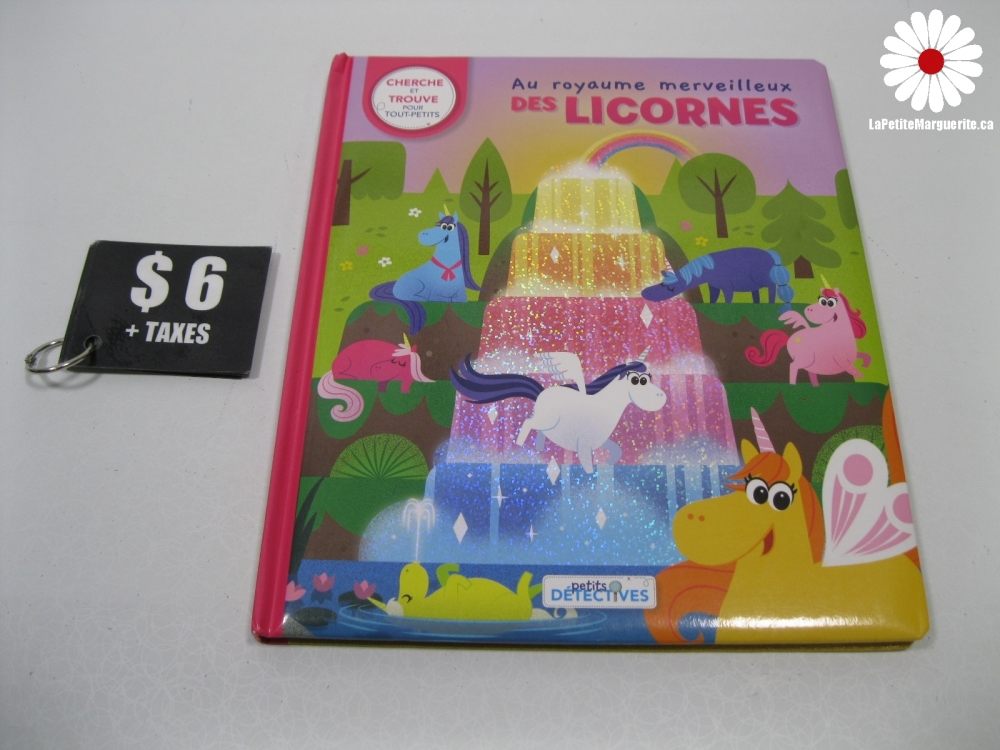 LaPetiteMarguerite.ca
CHERCHE
ET
TROUVE
POUR
TOUT-PETITS
Au royaume merveilleux
DES LICORNES
$ 6
+ TAXES
petits
DÉTECTIVES